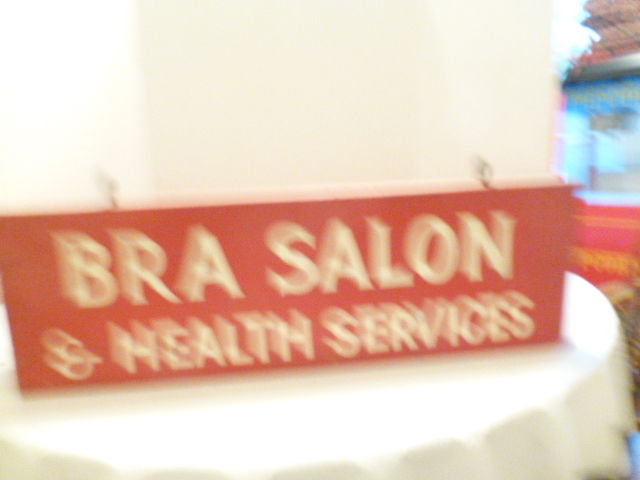 BRA SALON
& HEALTH SERVICES